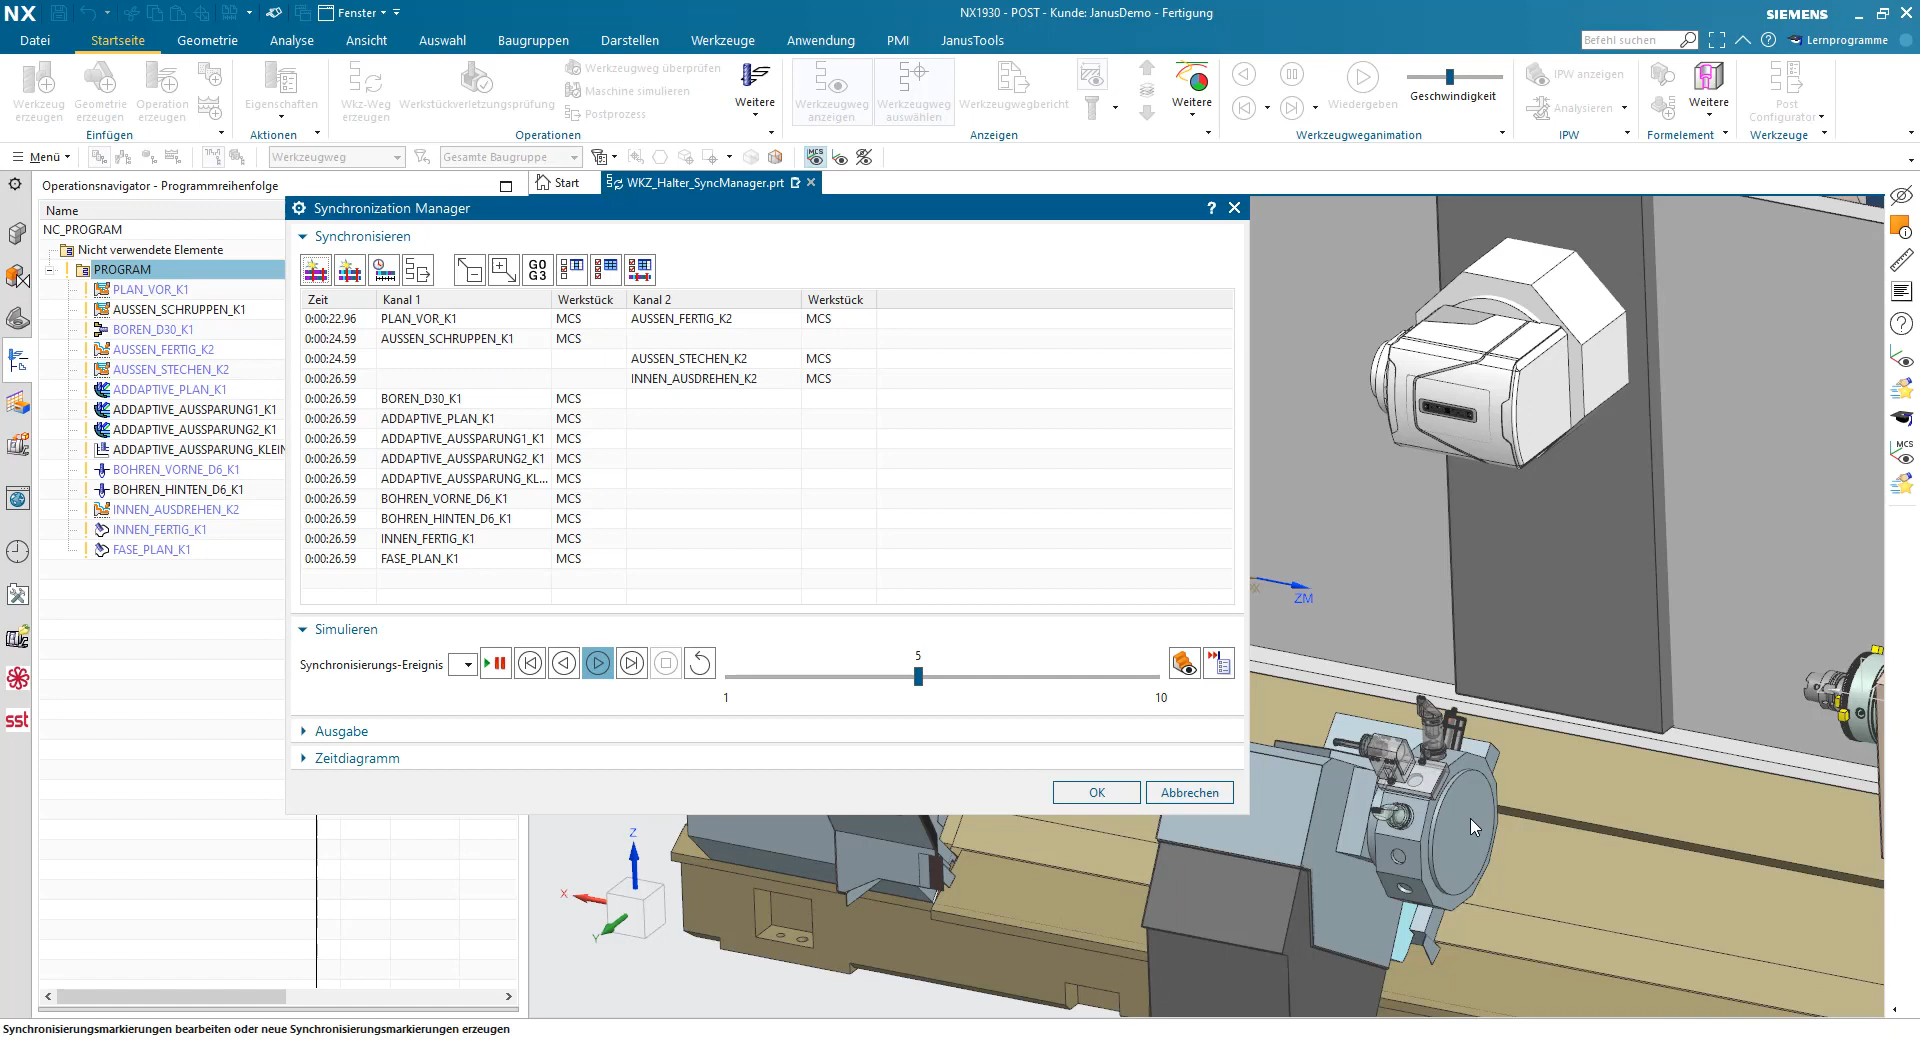 NX Fenster NX1930 - POST - Kunde: JanusDemo - Fertigung SIEMENS
Datei Startseite Geometrie Analyse Ansicht Auswahl Baugruppen Darstellen Werkzeuge Anwendung PMI JanusTools Befehl suchen Lernprogramme
Werkzeug erzeugen Geometrie erzeugen Operation erzeugen Eigenschaften Wkz-Weg erzeugen Werkstückverletzungsprüfung Werkzeugweg überprüfen Maschine simulieren Postprozess Weitere Werkzeugweg anzeigen Werkzeugweg auswählen Werkzeugwegbericht Weitere Wiedergeben Geschwindigkeit IPW anzeigen Analysieren Weitere Post Configurator
Einfügen Aktionen Operationen Anzeigen Werkzeugweganimation IPW Formelement Werkzeuge
Menü Werkzeugweg Gesamte Baugruppe MCS
Operationsnavigator - Programmreihenfolge Start WKZ_Halter_SyncManager.prt
Name
NC_PROGRAM
Nicht verwendete Elemente
PROGRAM
PLAN_VOR_K1
AUSSEN_SCHRUPPEN_K1
BOREN_D30_K1
AUSSEN_FERTIG_K2
AUSSEN_STECHEN_K2
ADDAPTIVE_PLAN_K1
ADDAPTIVE_AUSSPARUNG1_K1
ADDAPTIVE_AUSSPARUNG2_K1
ADDAPTIVE_AUSSPARUNG_KLEIN
BOHREN_VORNE_D6_K1
BOHREN_HINTEN_D6_K1
INNEN_AUSDREHEN_K2
INNEN_FERTIG_K1
FASE_PLAN_K1
sst
Synchronization Manager ?
Synchronisieren
G0 G3
Zeit Kanal 1 Werkstück Kanal 2 Werkstück
0:00:22.96 PLAN_VOR_K1 MCS AUSSEN_FERTIG_K2 MCS
0:00:24.59 AUSSEN_SCHRUPPEN_K1 MCS
0:00:24.59 AUSSEN_STECHEN_K2 MCS
0:00:26.59 INNEN_AUSDREHEN_K2 MCS
0:00:26.59 BOREN_D30_K1 MCS
0:00:26.59 ADDAPTIVE_PLAN_K1 MCS
0:00:26.59 ADDAPTIVE_AUSSPARUNG1_K1 MCS
0:00:26.59 ADDAPTIVE_AUSSPARUNG2_K1 MCS
0:00:26.59 ADDAPTIVE_AUSSPARUNG_KL... MCS
0:00:26.59 BOHREN_VORNE_D6_K1 MCS
0:00:26.59 BOHREN_HINTEN_D6_K1 MCS
0:00:26.59 INNEN_FERTIG_K1 MCS
0:00:26.59 FASE_PLAN_K1 MCS
Simulieren
Synchronisierungs-Ereignis 5
1 10
Ausgabe
Zeitdiagramm
OK Abbrechen
ZM
MCS
Z
X
Y
Synchronisierungsmarkierungen bearbeiten oder neue Synchronisierungsmarkierungen erzeugen